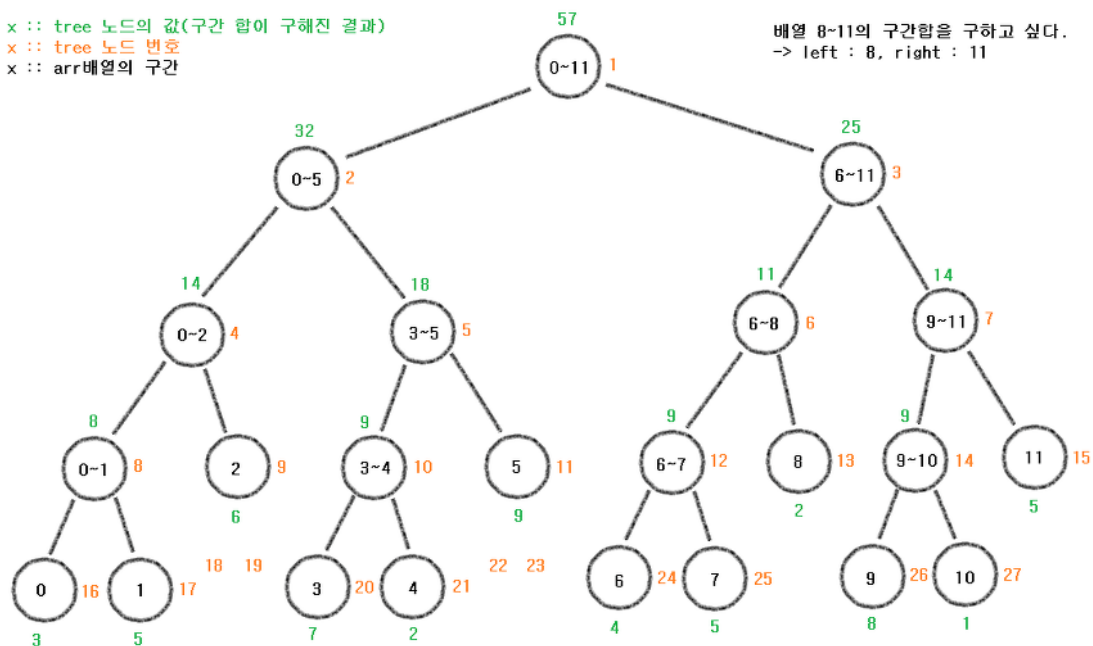 x :: tree 노드의 값(구간 합이 구해진 결과)
x :: tree 노드 번호
x :: arr배열의 구간
배열 8~11의 구간합을 구하고 싶다.
-> left : 8, right : 11
57
0~11 1
32 25
0~5 2 6~11 3
14 18 11 14
0~2 4 3~5 5 6~8 6 9~11 7
8 9 9 9
0~1 8 2 9 3~4 10 5 11 6~7 12 8 13 9~10 14 11 15
6 9 2 5
0 16 1 17 18 19 3 20 4 21 22 23 6 24 7 25 9 26 10 27
3 5 7 2 4 5 8 1